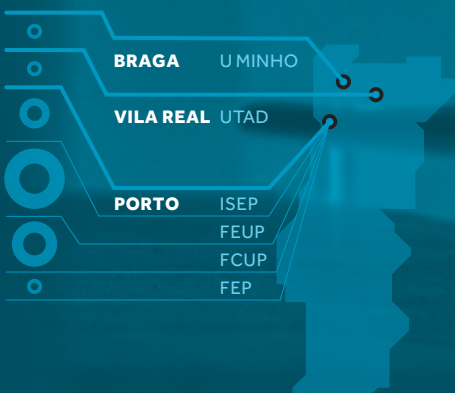 BRAGA U MINHO
VILA REAL UTAD
PORTO ISEP
FEUP
FCUP
FEP